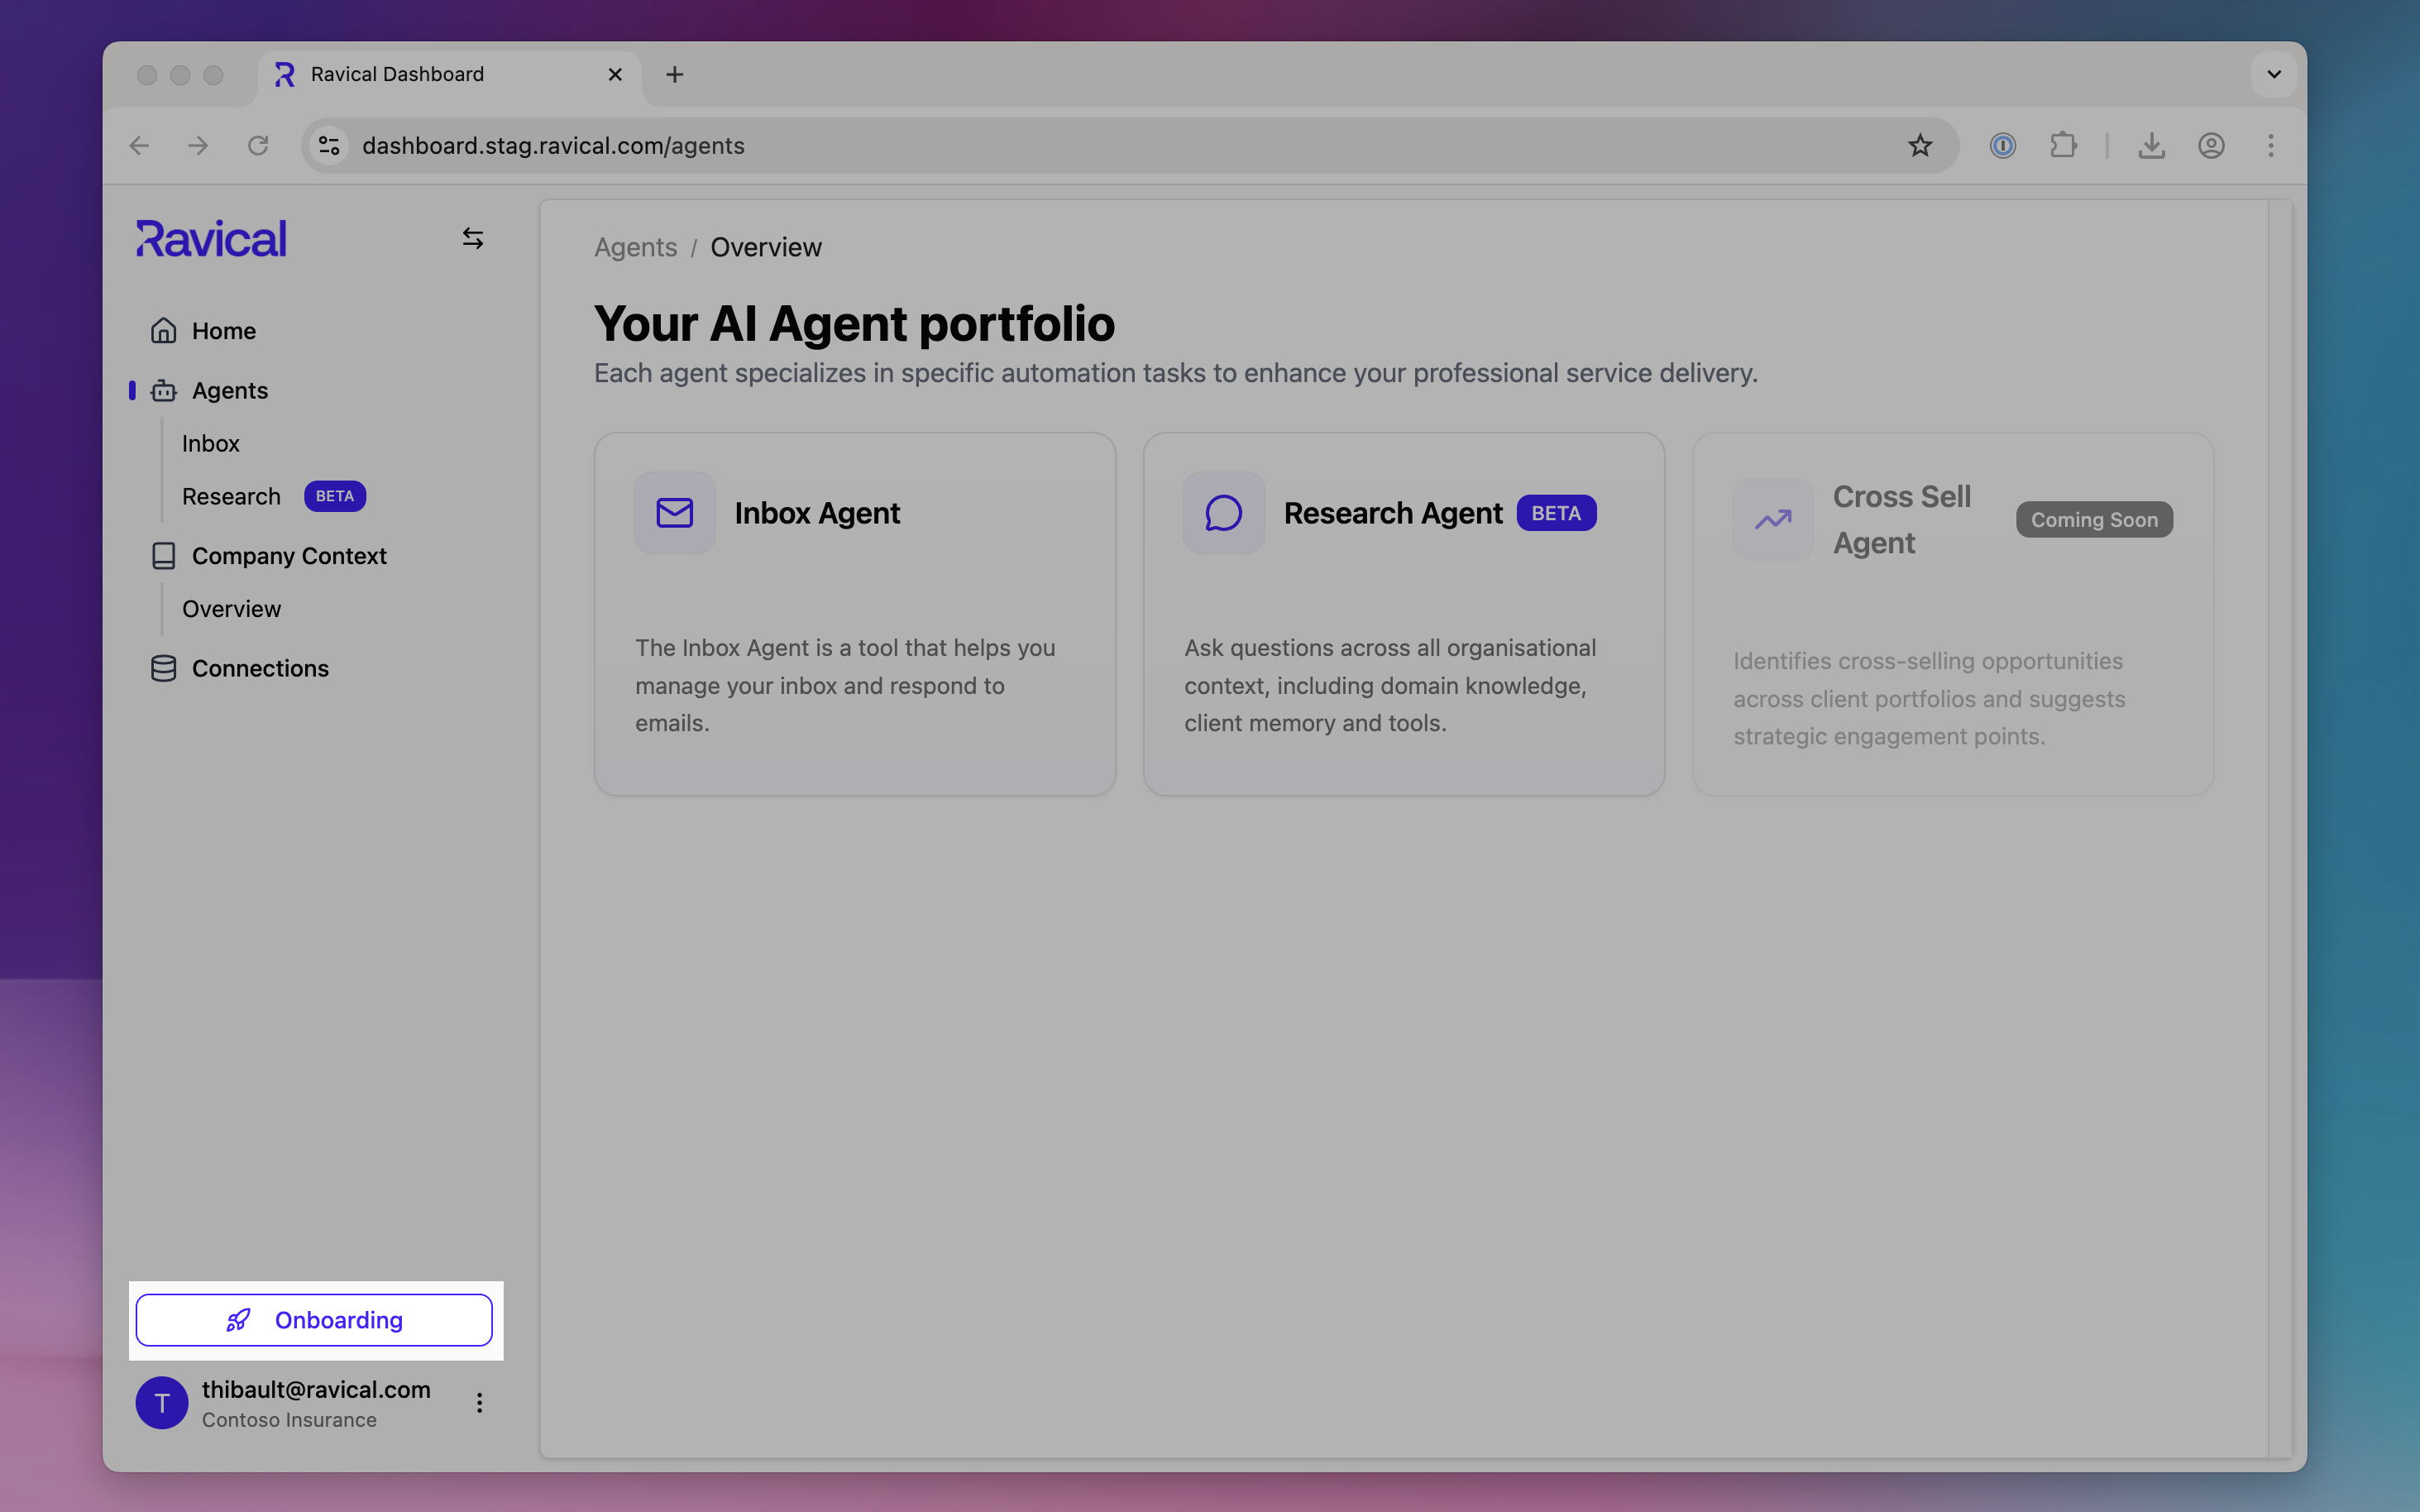 Ravical Dashboard
dashboard.stag.ravical.com/agents
Ravical
Home
Agents
Inbox
Research BETA
Company Context
Overview
Connections
Onboarding
T
thibault@ravical.com
Contoso Insurance
Agents / Overview
Your AI Agent portfolio
Each agent specializes in specific automation tasks to enhance your professional service delivery.
Inbox Agent
The Inbox Agent is a tool that helps you
manage your inbox and respond to
emails.
Research Agent BETA
Ask questions across all organisational
context, including domain knowledge,
client memory and tools.
Cross Sell
Agent
Coming Soon
Identifies cross-selling opportunities
across client portfolios and suggests
strategic engagement points.